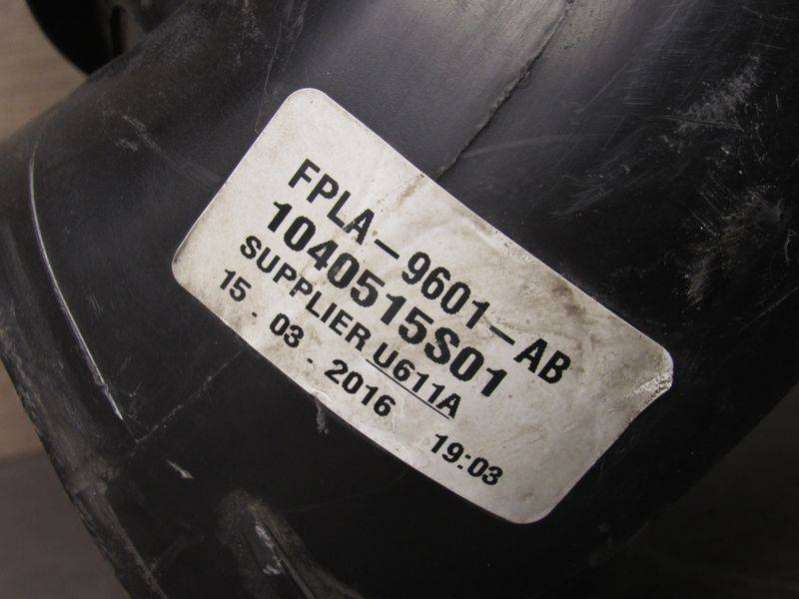 FPLA-9601-AB
1040515S01
SUPPLIER U611A
15-03-2016 19:03